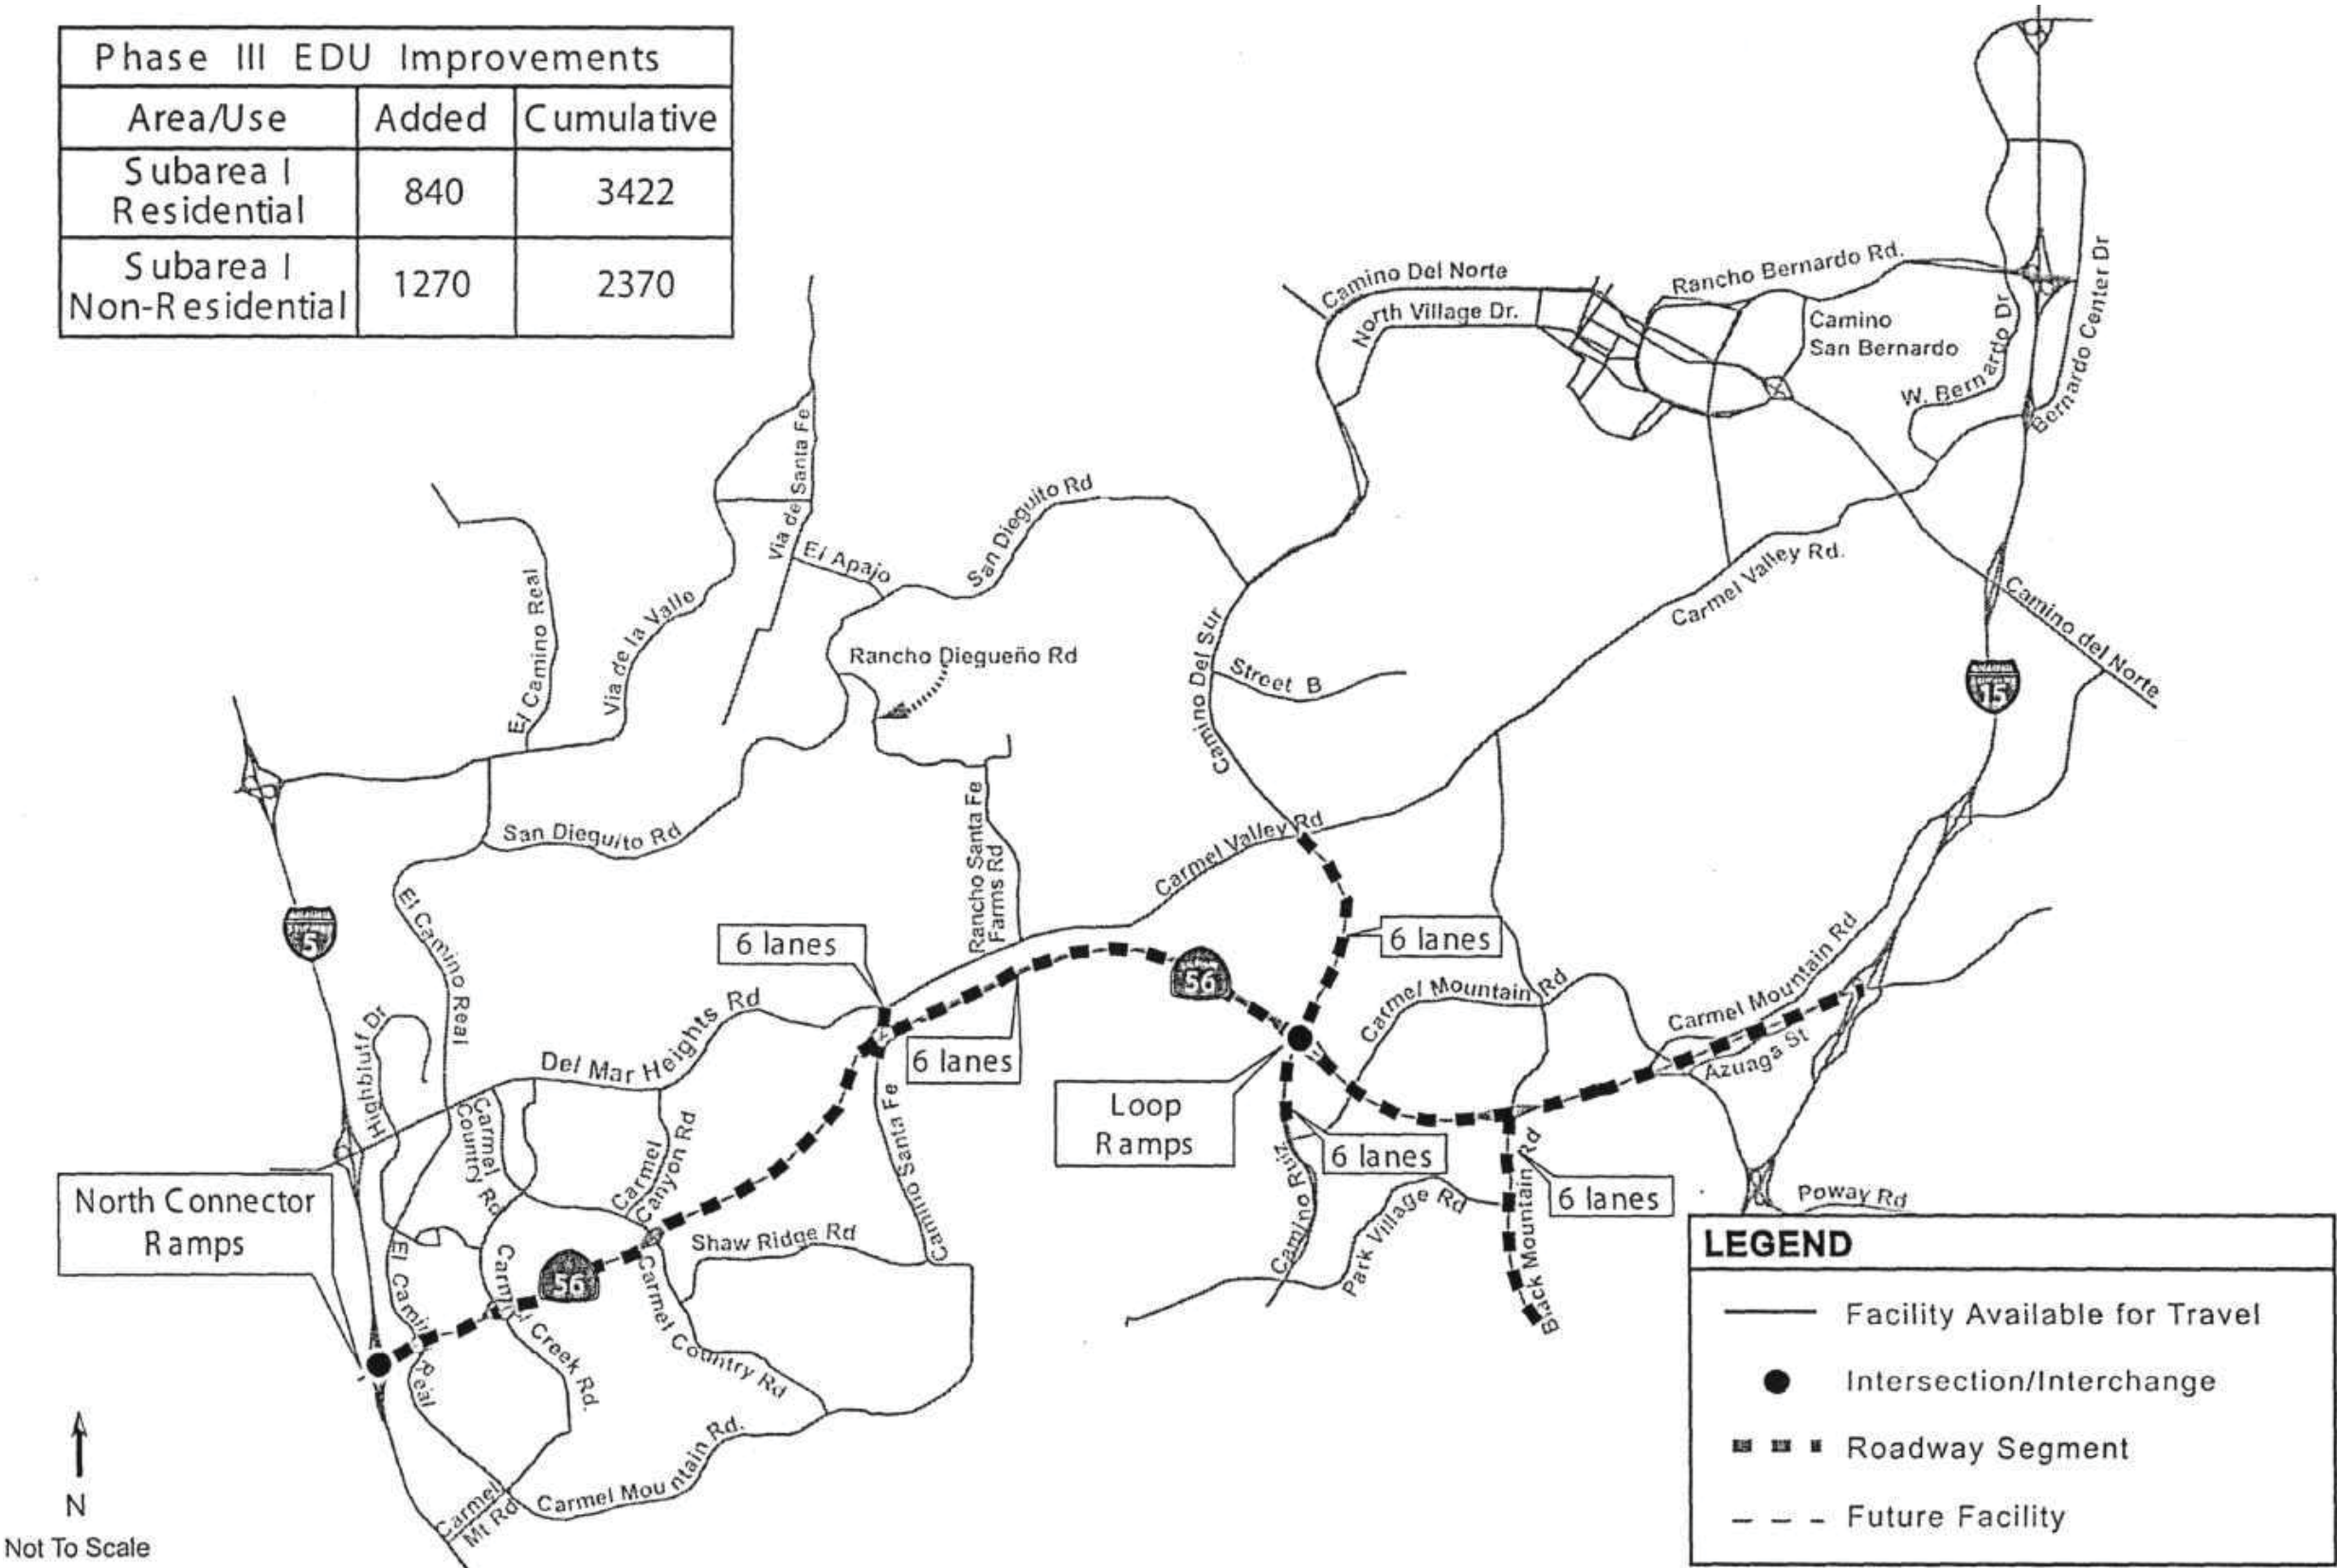 Phase III EDU Improvements
Area/Use Added Cumulative
Subarea I
Residential
840 3422
Subarea I
Non-Residential
1270 2370
Camino Del Norte
North Village Dr.
Rancho Bernardo Rd.
Camino
San Bernardo
W. Bernardo Dr
Bernardo Center Dr
Via de Santa Fe
El Apajo
San Dieguito Rd
El Camino Real
Via de la Valle
Rancho Diegueño Rd
Camino Del Sur
Street B
Carmel Valley Rd.
Camino del Norte
15
San Dieguito Rd
Rancho Santa Fe
Farms Rd
Carmel Valley Rd
5
El Camino Real
6 lanes
6 lanes
56
6 lanes
Carmel Mountain Rd
Carmel Mountain Rd
Azuaga St
Highbluff Dr
Del Mar Heights Rd
6 lanes
Carmel
Country Rd
Carmel
Canyon Rd
Camino Santa Fe
Loop
Ramps
6 lanes
6 lanes
Camino Ruiz
Park Village Rd
Black Mountain Rd
Poway Rd
North Connector
Ramps
Shaw Ridge Rd
56
El Camino Real
Carmel Creek Rd.
Carmel Country Rd
Carmel Mountain Rd.
Carmel
Mt Rd
N
Not To Scale
LEGEND
Facility Available for Travel
Intersection/Interchange
Roadway Segment
Future Facility